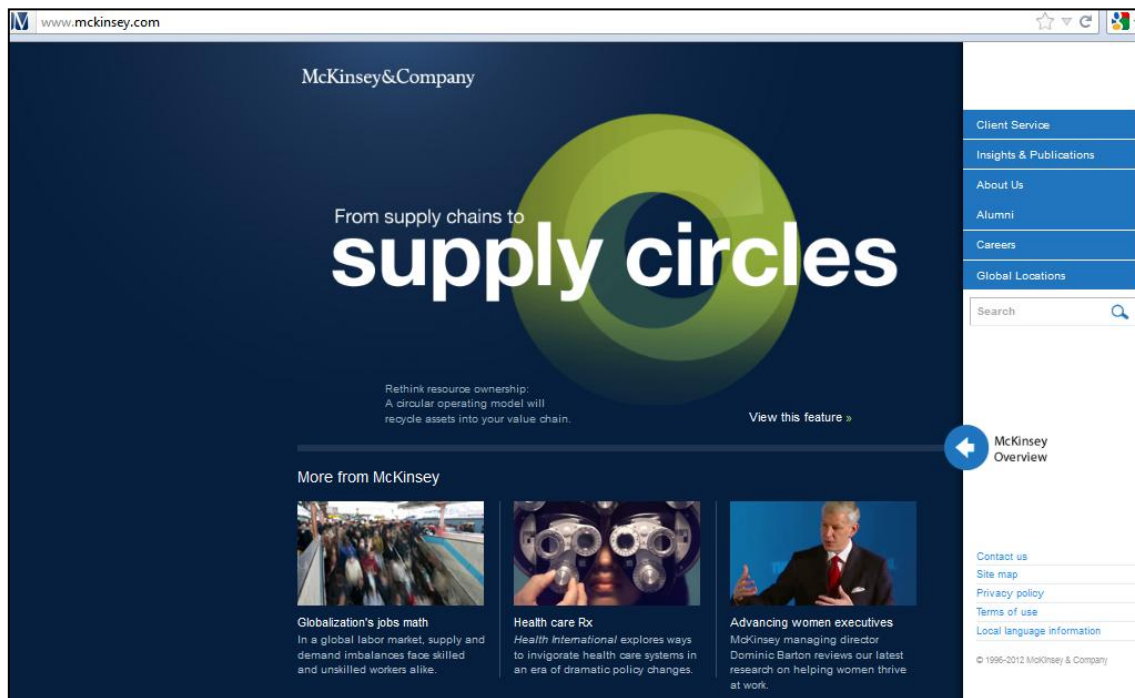 www.mckinsey.com
McKinsey&Company
From supply chains to
supply circles
Rethink resource ownership:
A circular operating model will
recycle assets into your value chain.
View this feature »
More from McKinsey
Globalization's jobs math
In a global labor market, supply and
demand imbalances face skilled
and unskilled workers alike.
Health care Rx
Health International explores ways
to invigorate health care systems in
an era of dramatic policy changes.
Advancing women executives
McKinsey managing director
Dominic Barton reviews our latest
research on helping women thrive
at work.
Client Service
Insights & Publications
About Us
Alumni
Careers
Global Locations
Search
McKinsey
Overview
Contact us
Site map
Privacy policy
Terms of use
Local language information
© 1996-2012 McKinsey & Company